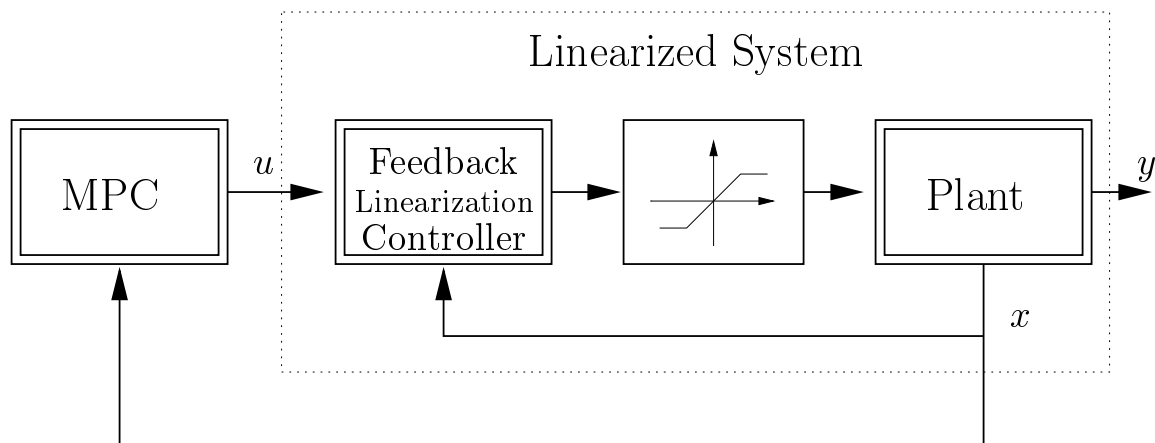 Linearized System
MPC
u
Feedback
Linearization
Controller
Plant
y
x